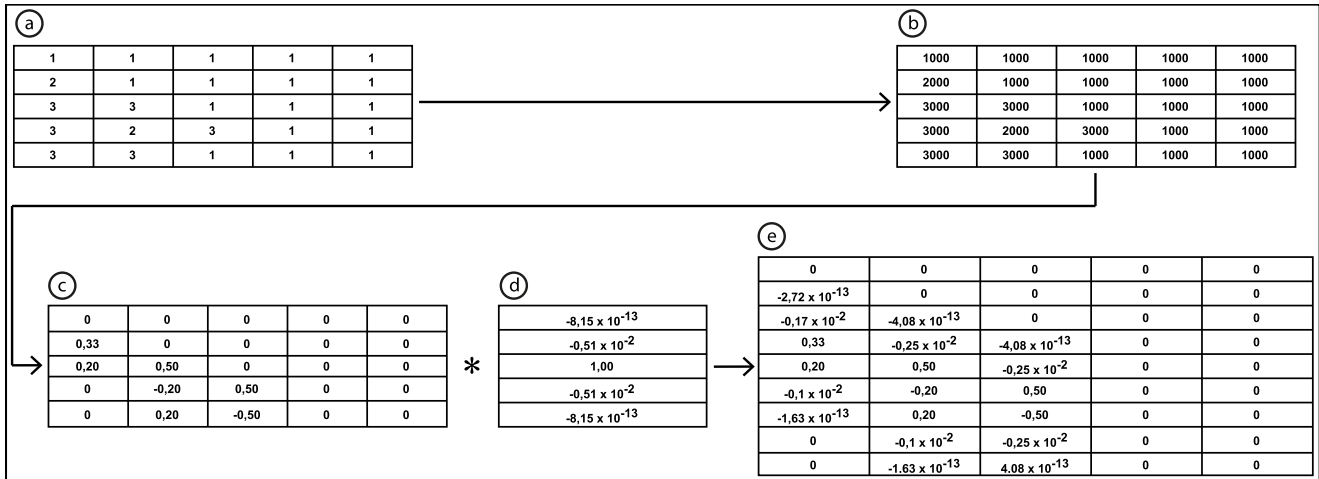 a
1 1 1 1 1
2 1 1 1 1
3 3 1 1 1
3 2 3 1 1
3 3 1 1 1
b
1000 1000 1000 1000 1000
2000 1000 1000 1000 1000
3000 3000 1000 1000 1000
3000 2000 3000 1000 1000
3000 3000 1000 1000 1000
c
0 0 0 0 0
0,33 0 0 0 0
0,20 0,50 0 0 0
0 -0,20 0,50 0 0
0 0,20 -0,50 0 0
*
d
-8,15 x 10⁻¹³
-0,51 x 10⁻²
1,00
-0,51 x 10⁻²
-8,15 x 10⁻¹³
e
0 0 0 0 0
-2,72 x 10⁻¹³ 0 0 0 0
-0,17 x 10⁻² -4,08 x 10⁻¹³ 0 0 0
0,33 -0,25 x 10⁻² -4,08 x 10⁻¹³ 0 0
0,20 0,50 -0,25 x 10⁻² 0 0
-0,1 x 10⁻² -0,20 0,50 0 0
-1,63 x 10⁻¹³ 0,20 -0,50 0 0
0 -0,1 x 10⁻² -0,25 x 10⁻² 0 0
0 -1,63 x 10⁻¹³ 4,08 x 10⁻¹³ 0 0